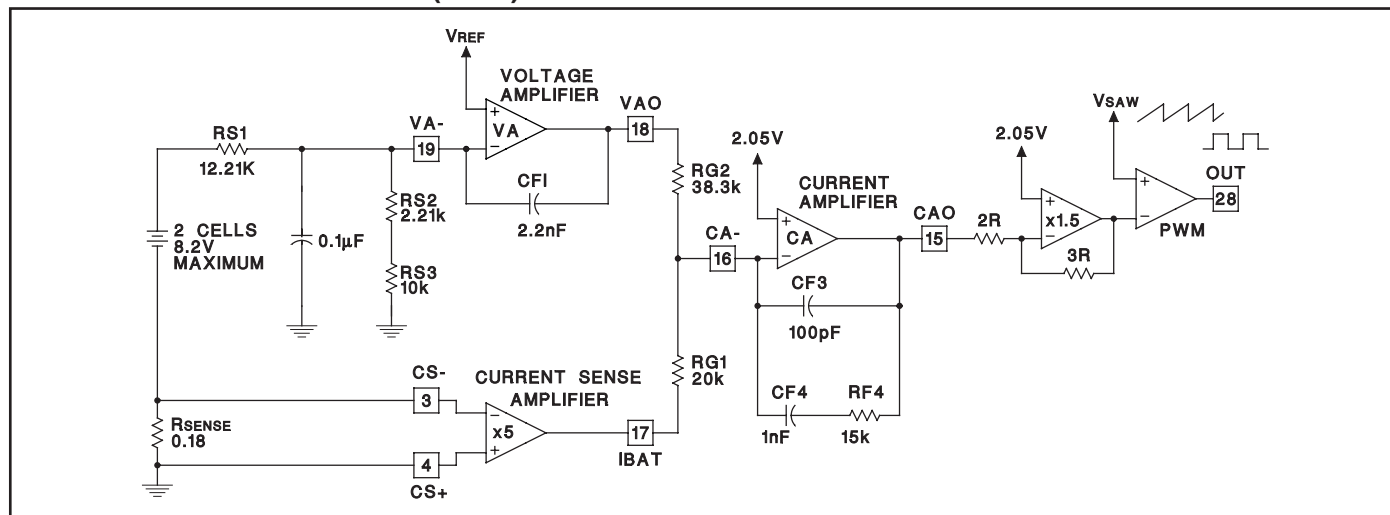 VREF
VOLTAGE
AMPLIFIER
VA-
19
+
VA
−
VAO
18
RS1
12.21K
CF1
2.2nF
RS2
2.21k
RS3
10k
0.1µF
2 CELLS
8.2V
MAXIMUM
RG2
38.3k
CA-
16
2.05V
CURRENT
AMPLIFIER
+
CA
−
CAO
15
CF3
100pF
CF4
1nF
RF4
15k
2R
2.05V
+
x1.5
−
3R
VSAW
+
−
PWM
OUT
28
RG1
20k
CS-
3
CURRENT SENSE
AMPLIFIER
−
x5
+
17
IBAT
RSENSE
0.18
4
CS+